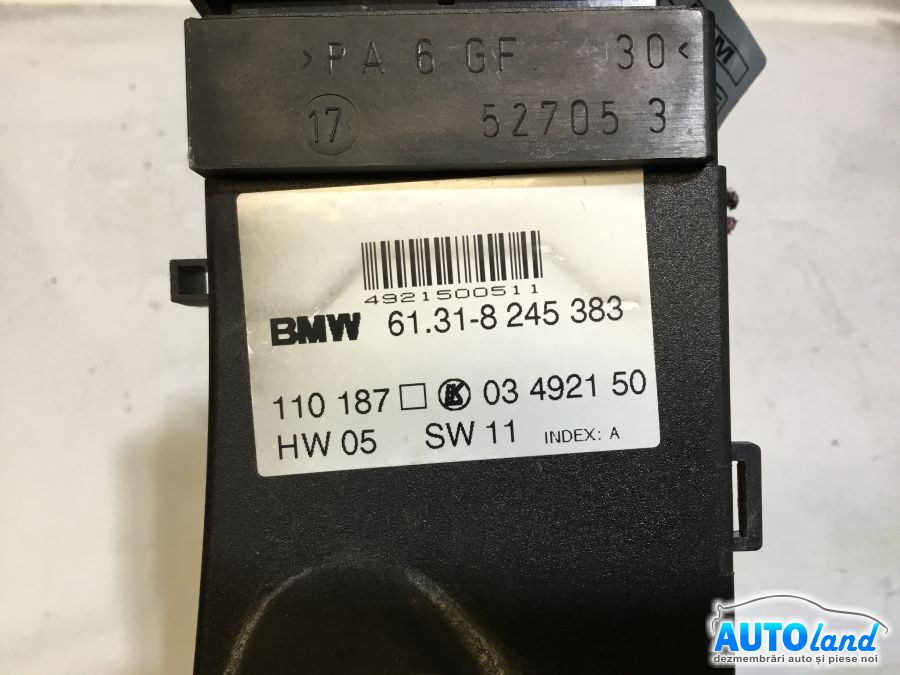 >PA 6 GF 30<
17 52705 3
4921500511
BMW 61.31-8 245 383
110 187 □ K 03 4921 50
HW 05 SW 11 INDEX: A
AUTOland
dezmembrări auto și piese noi